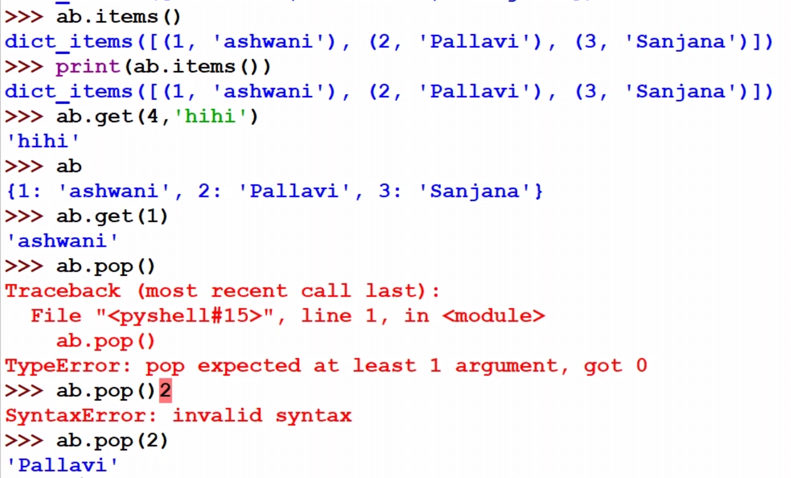 >>> ab.items()
dict_items([(1, 'ashwani'), (2, 'Pallavi'), (3, 'Sanjana')])
>>> print(ab.items())
dict_items([(1, 'ashwani'), (2, 'Pallavi'), (3, 'Sanjana')])
>>> ab.get(4,'hihi')
'hihi'
>>> ab
{1: 'ashwani', 2: 'Pallavi', 3: 'Sanjana'}
>>> ab.get(1)
'ashwani'
>>> ab.pop()
Traceback (most recent call last):
  File "<pyshell#15>", line 1, in <module>
    ab.pop()
TypeError: pop expected at least 1 argument, got 0
>>> ab.pop()2
SyntaxError: invalid syntax
>>> ab.pop(2)
'Pallavi'